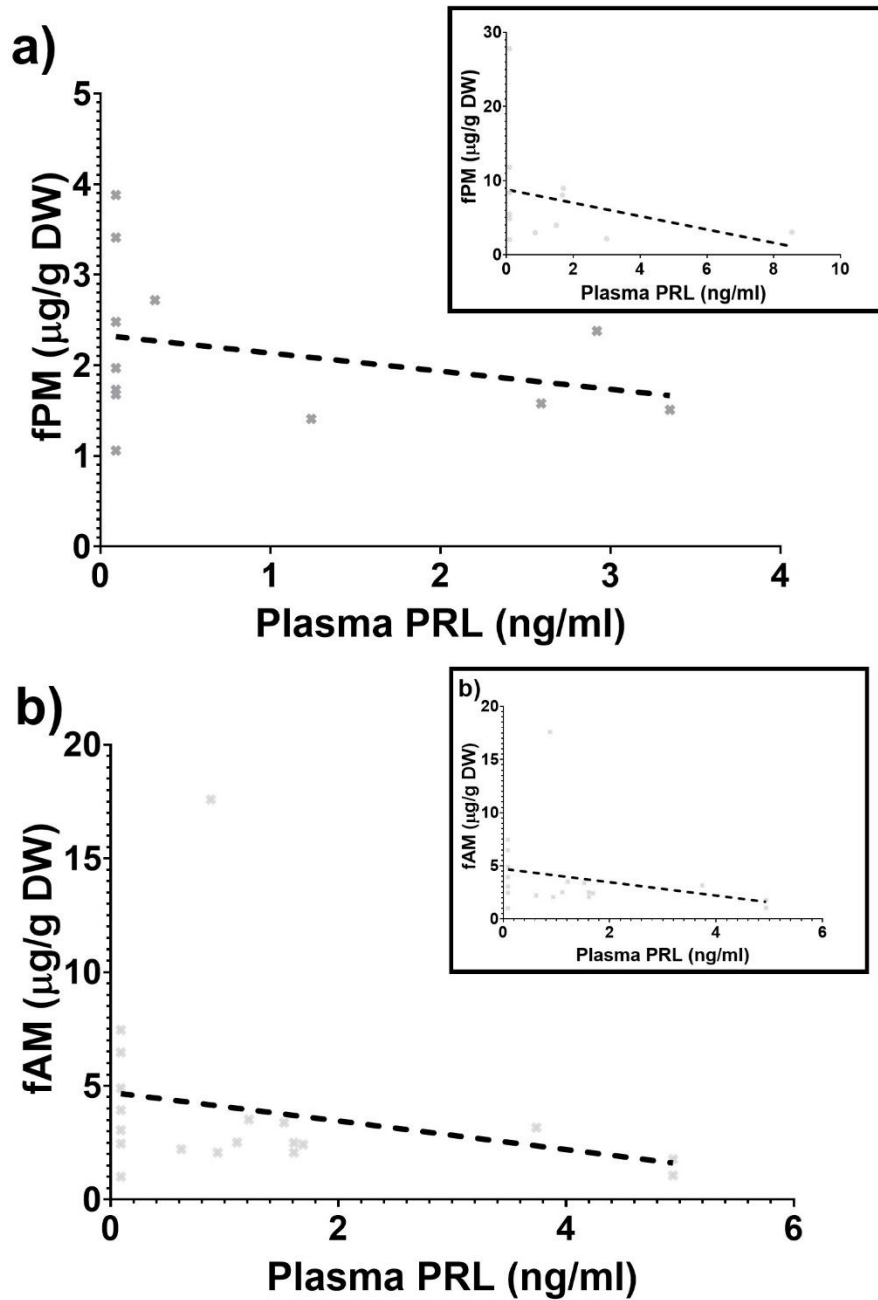 a)
fPM (μg/g DW)
5
4
3
2
1
0
0 1 2 3 4
Plasma PRL (ng/ml)
fPM (μg/g DW)
30
20
10
0
0 2 4 6 8 10
Plasma PRL (ng/ml)
b)
fAM (μg/g DW)
20
15
10
5
0
0 2 4 6
Plasma PRL (ng/ml)
b)
fAM (μg/g DW)
20
15
10
5
0
0 2 4 6
Plasma PRL (ng/ml)